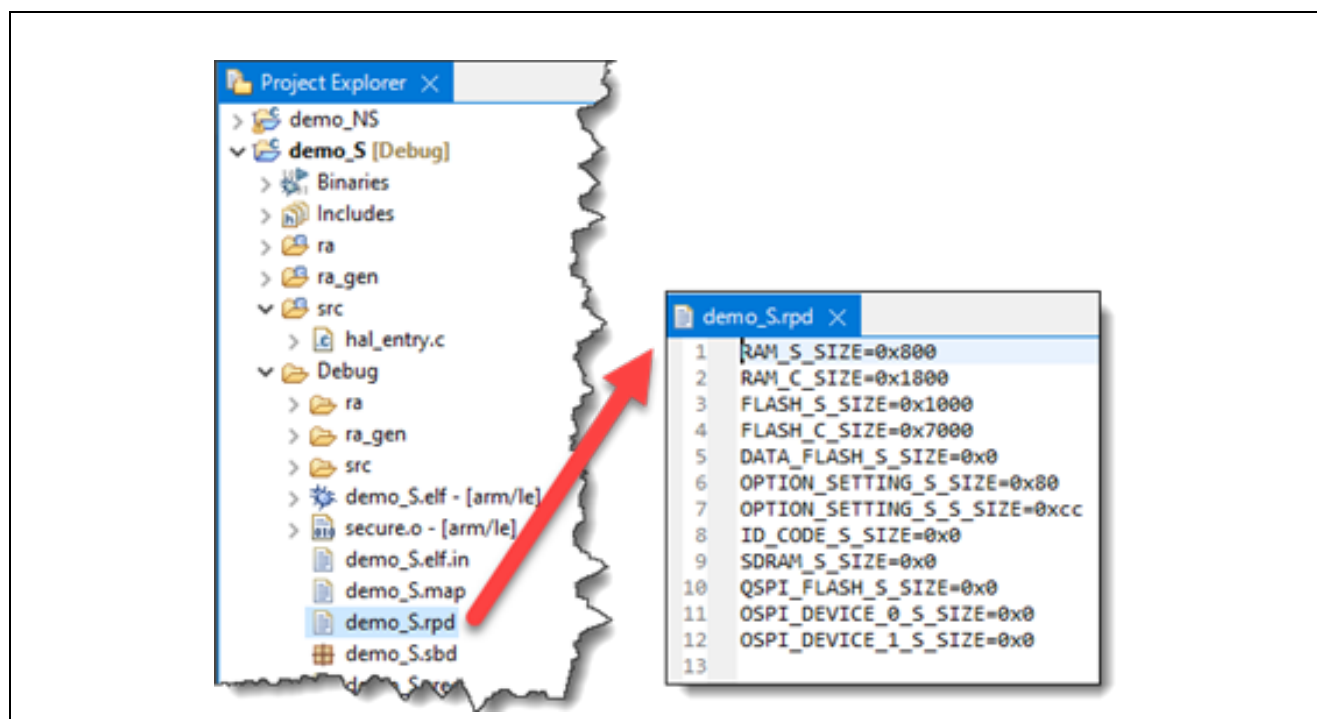 Project Explorer
demo_NS
demo_S [Debug]
Binaries
Includes
ra
ra_gen
src
hal_entry.c
Debug
ra
ra_gen
src
demo_S.elf - [arm/le]
secure.o - [arm/le]
demo_S.elf.in
demo_S.map
demo_S.rpd
demo_S.sbd
demo_S.rpd
1 RAM_S_SIZE=0x800
2 RAM_C_SIZE=0x1800
3 FLASH_S_SIZE=0x1000
4 FLASH_C_SIZE=0x7000
5 DATA_FLASH_S_SIZE=0x0
6 OPTION_SETTING_S_SIZE=0x80
7 OPTION_SETTING_S_S_SIZE=0xcc
8 ID_CODE_S_SIZE=0x0
9 SDRAM_S_SIZE=0x0
10 QSPI_FLASH_S_SIZE=0x0
11 OSPI_DEVICE_0_S_SIZE=0x0
12 OSPI_DEVICE_1_S_SIZE=0x0
13